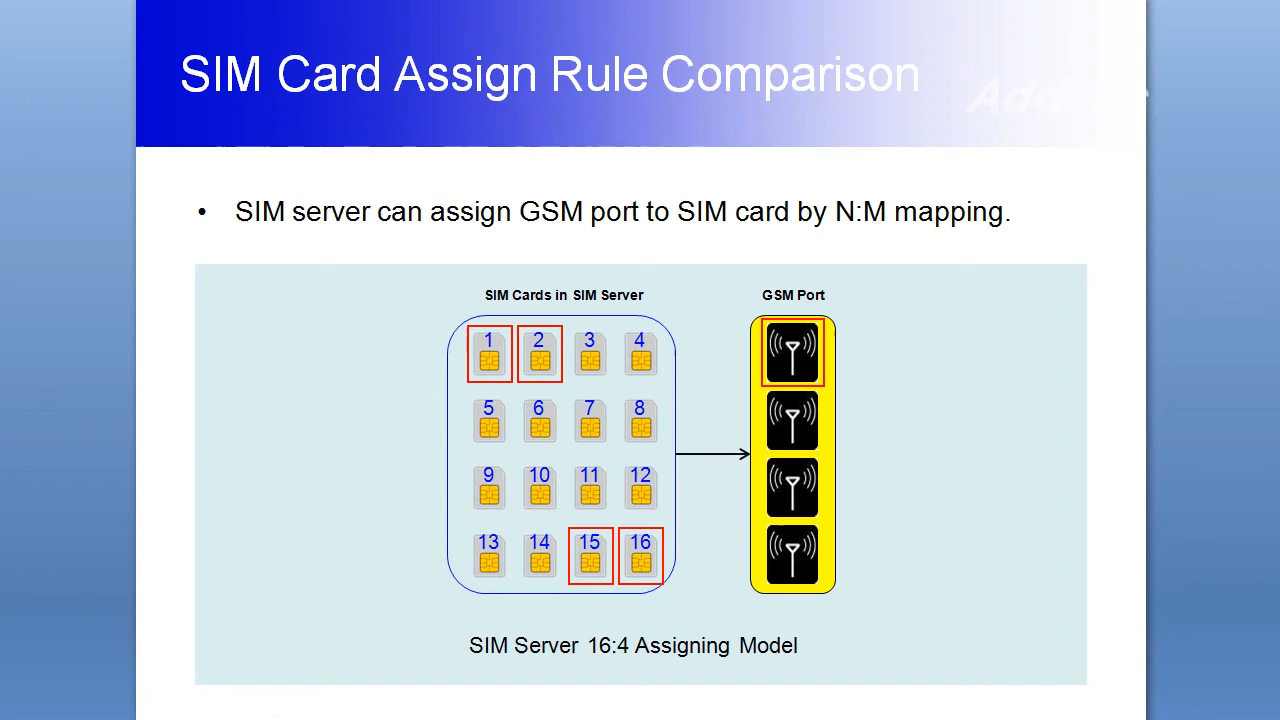 SIM Card Assign Rule Comparison
• SIM server can assign GSM port to SIM card by N:M mapping.
SIM Cards in SIM Server GSM Port
1 2 3 4
5 6 7 8
9 10 11 12
13 14 15 16
SIM Server 16:4 Assigning Model